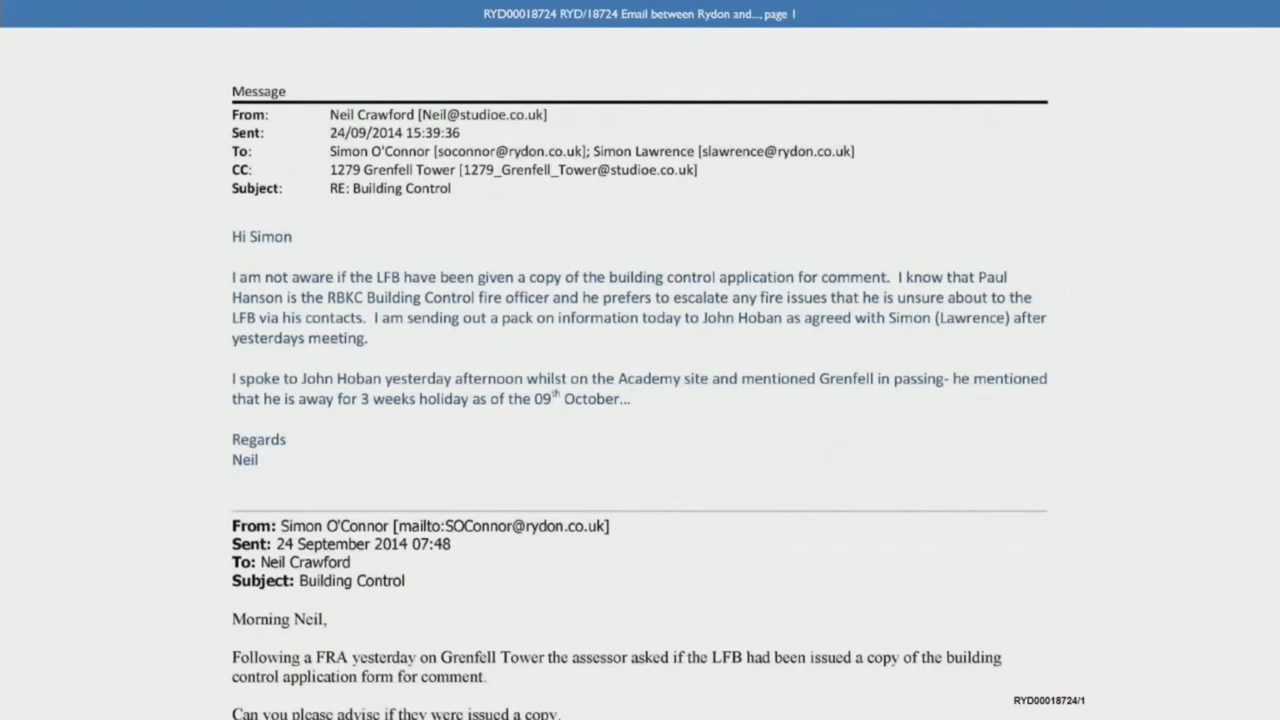 RYD00018724 RYD/18724 Email between Rydon and..., page 1
Message
From: Neil Crawford [Neil@studioe.co.uk]
Sent: 24/09/2014 15:39:36
To: Simon O'Connor [soconnor@rydon.co.uk]; Simon Lawrence [slawrence@rydon.co.uk]
CC: 1279 Grenfell Tower [1279_Grenfell_Tower@studioe.co.uk]
Subject: RE: Building Control
Hi Simon
I am not aware if the LFB have been given a copy of the building control application for comment. I know that Paul
Hanson is the RBKC Building Control fire officer and he prefers to escalate any fire issues that he is unsure about to the
LFB via his contacts. I am sending out a pack on information today to John Hoban as agreed with Simon (Lawrence) after
yesterdays meeting.
I spoke to John Hoban yesterday afternoon whilst on the Academy site and mentioned Grenfell in passing- he mentioned
that he is away for 3 weeks holiday as of the 09th October...
Regards
Neil
From: Simon O'Connor [mailto:SOConnor@rydon.co.uk]
Sent: 24 September 2014 07:48
To: Neil Crawford
Subject: Building Control
Morning Neil,
Following a FRA yesterday on Grenfell Tower the assessor asked if the LFB had been issued a copy of the building
control application form for comment.
Can you please advise if they were issued a copy.
RYD00018724/1